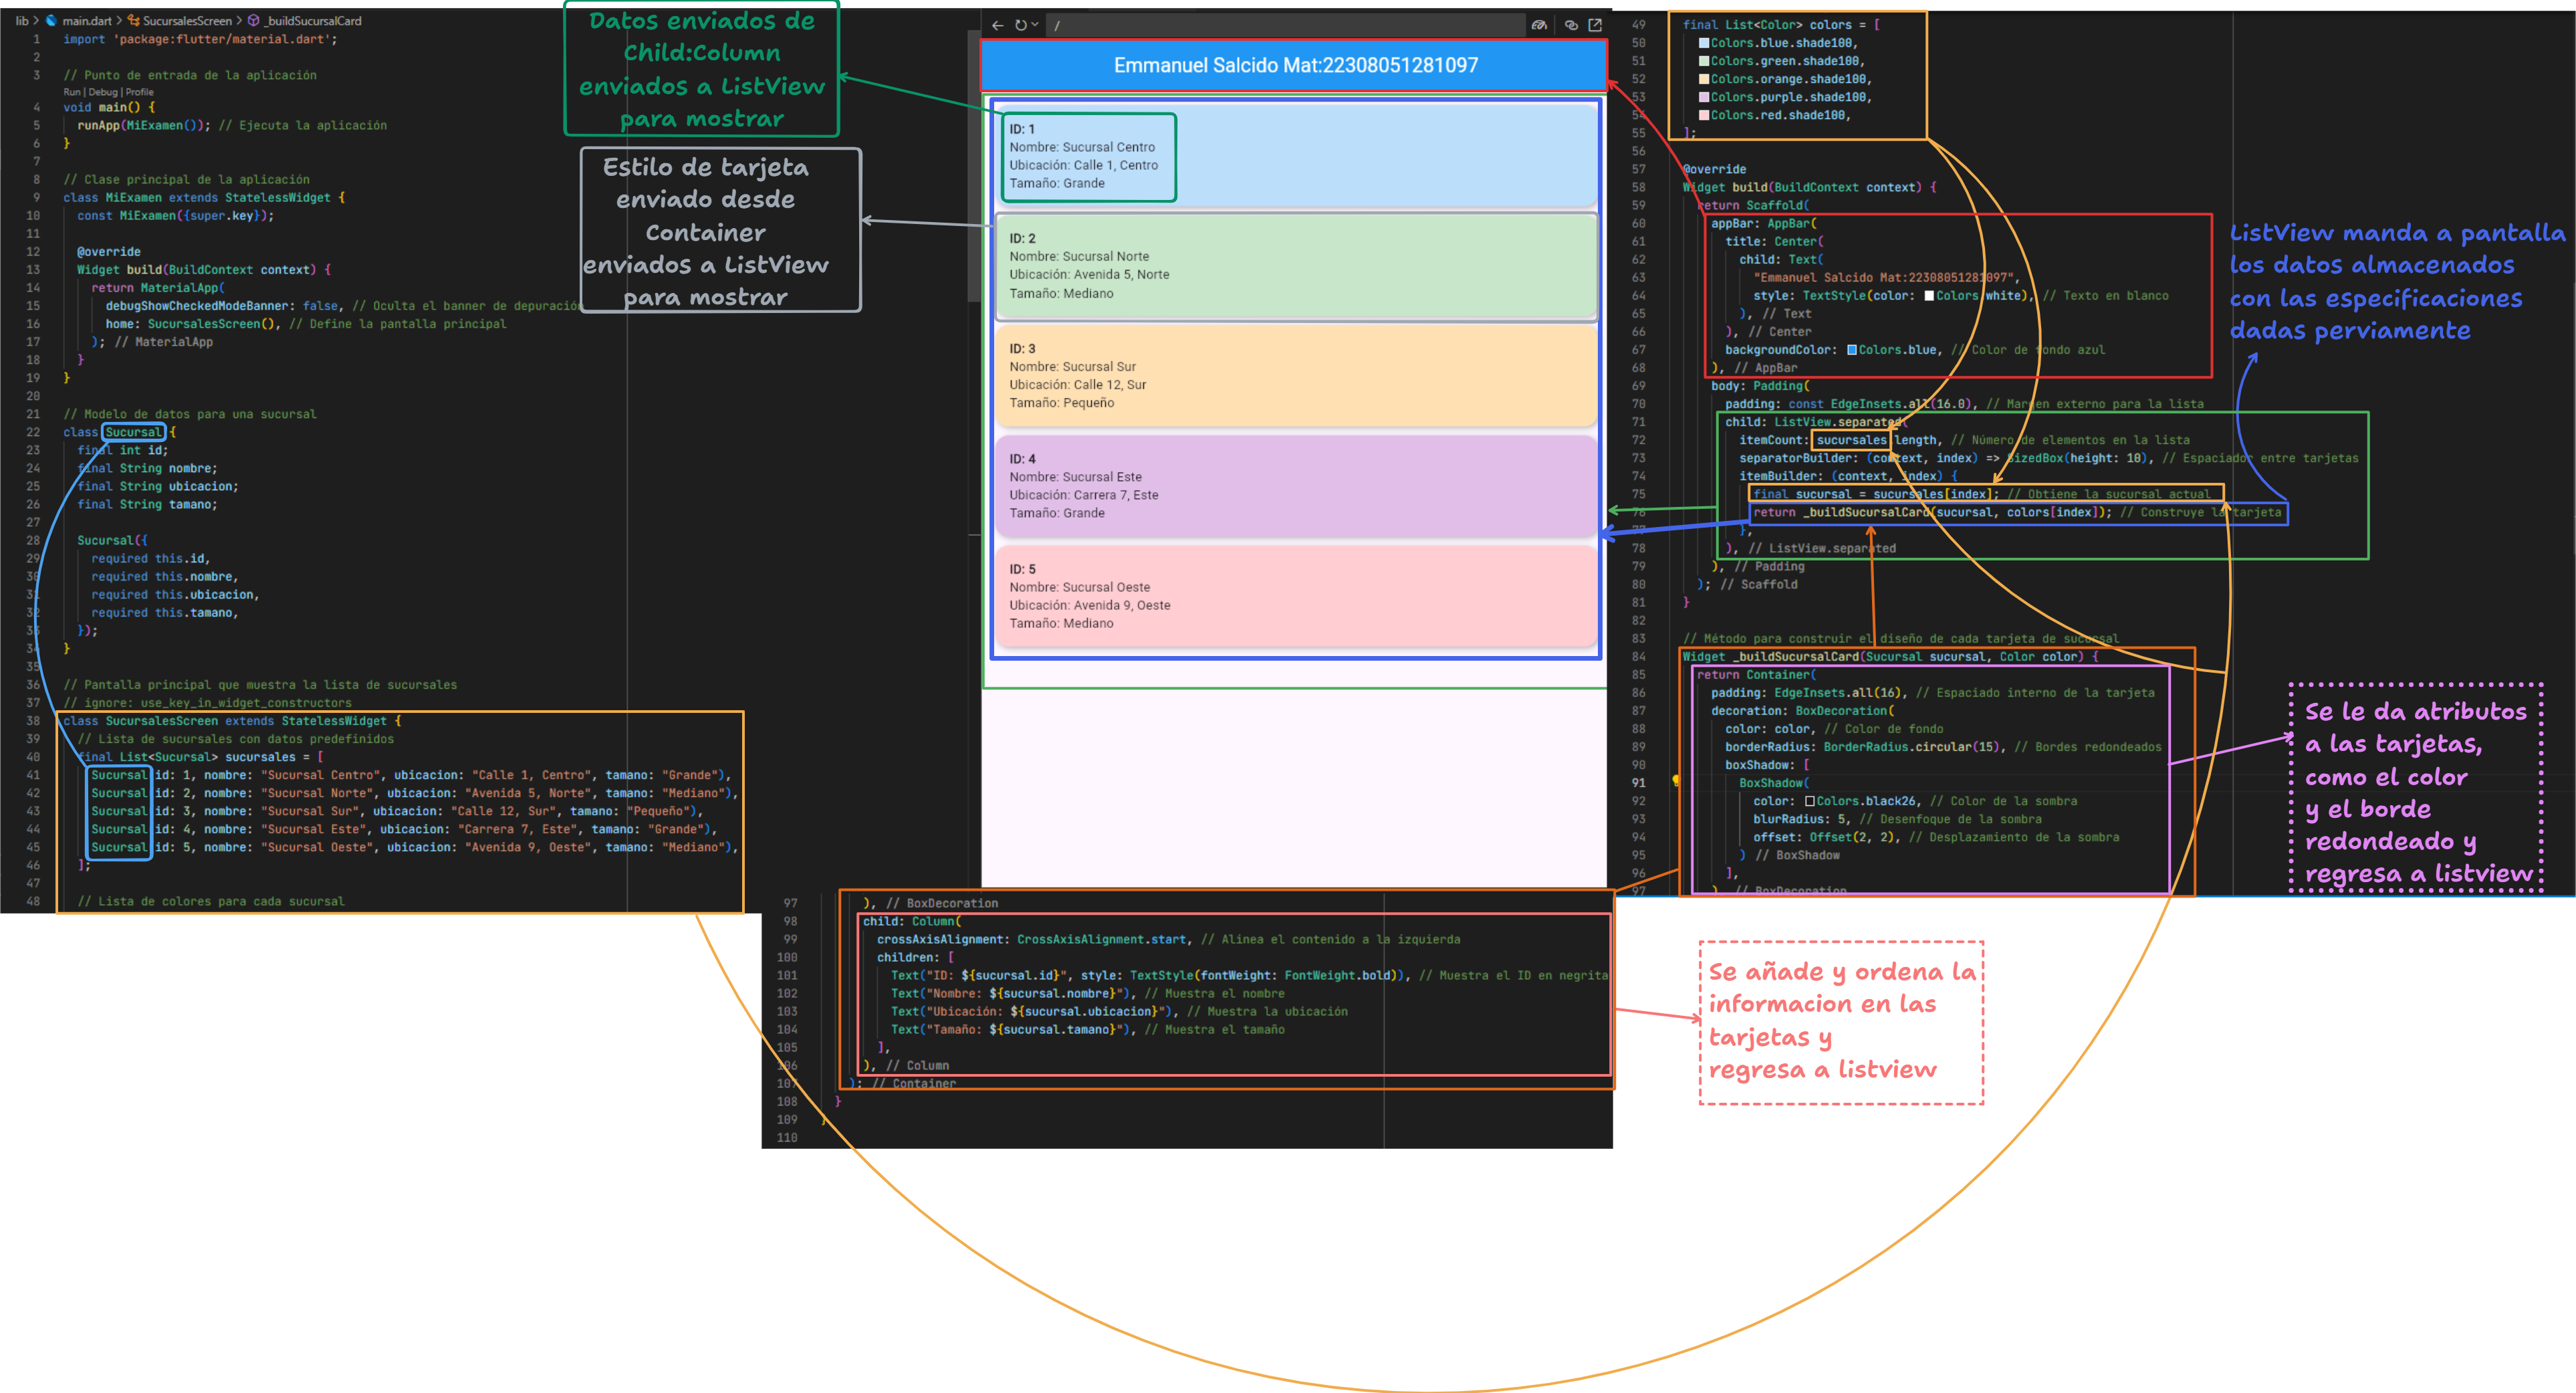 lib > main.dart > SucursalesScreen > _buildSucursalCard
1 import 'package:flutter/material.dart';
2
3 // Punto de entrada de la aplicación
Run | Debug | Profile
4 void main() {
5 runApp(MiExamen()); // Ejecuta la aplicación
6 }
7
8 // Clase principal de la aplicación
9 class MiExamen extends StatelessWidget {
10 const MiExamen({super.key});
11
12 @override
13 Widget build(BuildContext context) {
14 return MaterialApp(
15 debugShowCheckedModeBanner: false, // Oculta el banner de depuración
16 home: SucursalesScreen(), // Define la pantalla principal
17 ); // MaterialApp
18 }
19 }
20
21 // Modelo de datos para una sucursal
22 class Sucursal {
23 final int id;
24 final String nombre;
25 final String ubicacion;
26 final String tamano;
27
28 Sucursal({
29 required this.id,
30 required this.nombre,
31 required this.ubicacion,
32 required this.tamano,
33 });
34 }
35
36 // Pantalla principal que muestra la lista de sucursales
37 // ignore: use_key_in_widget_constructors
38 class SucursalesScreen extends StatelessWidget {
39 // Lista de sucursales con datos predefinidos
40 final List<Sucursal> sucursales = [
41 Sucursal id: 1, nombre: "Sucursal Centro", ubicacion: "Calle 1, Centro", tamano: "Grande"),
42 Sucursal id: 2, nombre: "Sucursal Norte", ubicacion: "Avenida 5, Norte", tamano: "Mediano"),
43 Sucursal id: 3, nombre: "Sucursal Sur", ubicacion: "Calle 12, Sur", tamano: "Pequeño"),
44 Sucursal id: 4, nombre: "Sucursal Este", ubicacion: "Carrera 7, Este", tamano: "Grande"),
45 Sucursal id: 5, nombre: "Sucursal Oeste", ubicacion: "Avenida 9, Oeste", tamano: "Mediano"),
46 ];
47
48 // Lista de colores para cada sucursal
Datos enviados de
Child:Column
enviados a ListView
para mostrar
Estilo de tarjeta
enviado desde
Container
enviados a ListView
para mostrar
/
Emmanuel Salcido Mat:22308051281097
ID: 1
Nombre: Sucursal Centro
Ubicación: Calle 1, Centro
Tamaño: Grande
ID: 2
Nombre: Sucursal Norte
Ubicación: Avenida 5, Norte
Tamaño: Mediano
ID: 3
Nombre: Sucursal Sur
Ubicación: Calle 12, Sur
Tamaño: Pequeño
ID: 4
Nombre: Sucursal Este
Ubicación: Carrera 7, Este
Tamaño: Grande
ID: 5
Nombre: Sucursal Oeste
Ubicación: Avenida 9, Oeste
Tamaño: Mediano
49 final List<Color> colors = [
50 Colors.blue.shade100,
51 Colors.green.shade100,
52 Colors.orange.shade100,
53 Colors.purple.shade100,
54 Colors.red.shade100,
55 ];
56
57 @override
58 Widget build(BuildContext context) {
59 return Scaffold(
60 appBar: AppBar(
61 title: Center(
62 child: Text(
63 "Emmanuel Salcido Mat:22308051281097",
64 style: TextStyle(color: Colors.white), // Texto en blanco
65 ), // Text
66 ), // Center
67 backgroundColor: Colors.blue, // Color de fondo azul
68 ), // AppBar
69 body: Padding(
70 padding: const EdgeInsets.all(16.0), // Margen externo para la lista
71 child: ListView.separated(
72 itemCount: sucursales.length, // Número de elementos en la lista
73 separatorBuilder: (context, index) => SizedBox(height: 10), // Espaciador entre tarjetas
74 itemBuilder: (context, index) {
75 final sucursal = sucursales[index]; // Obtiene la sucursal actual
76 return _buildSucursalCard(sucursal, colors[index]); // Construye la tarjeta
77 },
78 ), // ListView.separated
79 ), // Padding
80 ); // Scaffold
81 }
82
83 // Método para construir el diseño de cada tarjeta de sucursal
84 Widget _buildSucursalCard(Sucursal sucursal, Color color) {
85 return Container(
86 padding: EdgeInsets.all(16), // Espaciado interno de la tarjeta
87 decoration: BoxDecoration(
88 color: color, // Color de fondo
89 borderRadius: BorderRadius.circular(15), // Bordes redondeados
90 boxShadow: [
91 BoxShadow(
92 color: Colors.black26, // Color de la sombra
93 blurRadius: 5, // Desenfoque de la sombra
94 offset: Offset(2, 2), // Desplazamiento de la sombra
95 ) // BoxShadow
96 ],
97 ), // BoxDecoration
ListView manda a pantalla
los datos almacenados
con las especificaciones
dadas perviamente
Se le da atributos
a las tarjetas,
como el color
y el borde
redondeado y
regresa a listview
97 ), // BoxDecoration
98 child: Column(
99 crossAxisAlignment: CrossAxisAlignment.start, // Alinea el contenido a la izquierda
100 children: [
101 Text("ID: ${sucursal.id}", style: TextStyle(fontWeight: FontWeight.bold)), // Muestra el ID en negrita
102 Text("Nombre: ${sucursal.nombre}"), // Muestra el nombre
103 Text("Ubicación: ${sucursal.ubicacion}"), // Muestra la ubicación
104 Text("Tamaño: ${sucursal.tamano}"), // Muestra el tamaño
105 ],
106 ), // Column
107 ); // Container
108 }
109 }
110
Se añade y ordena la
informacion en las
tarjetas y
regresa a listview